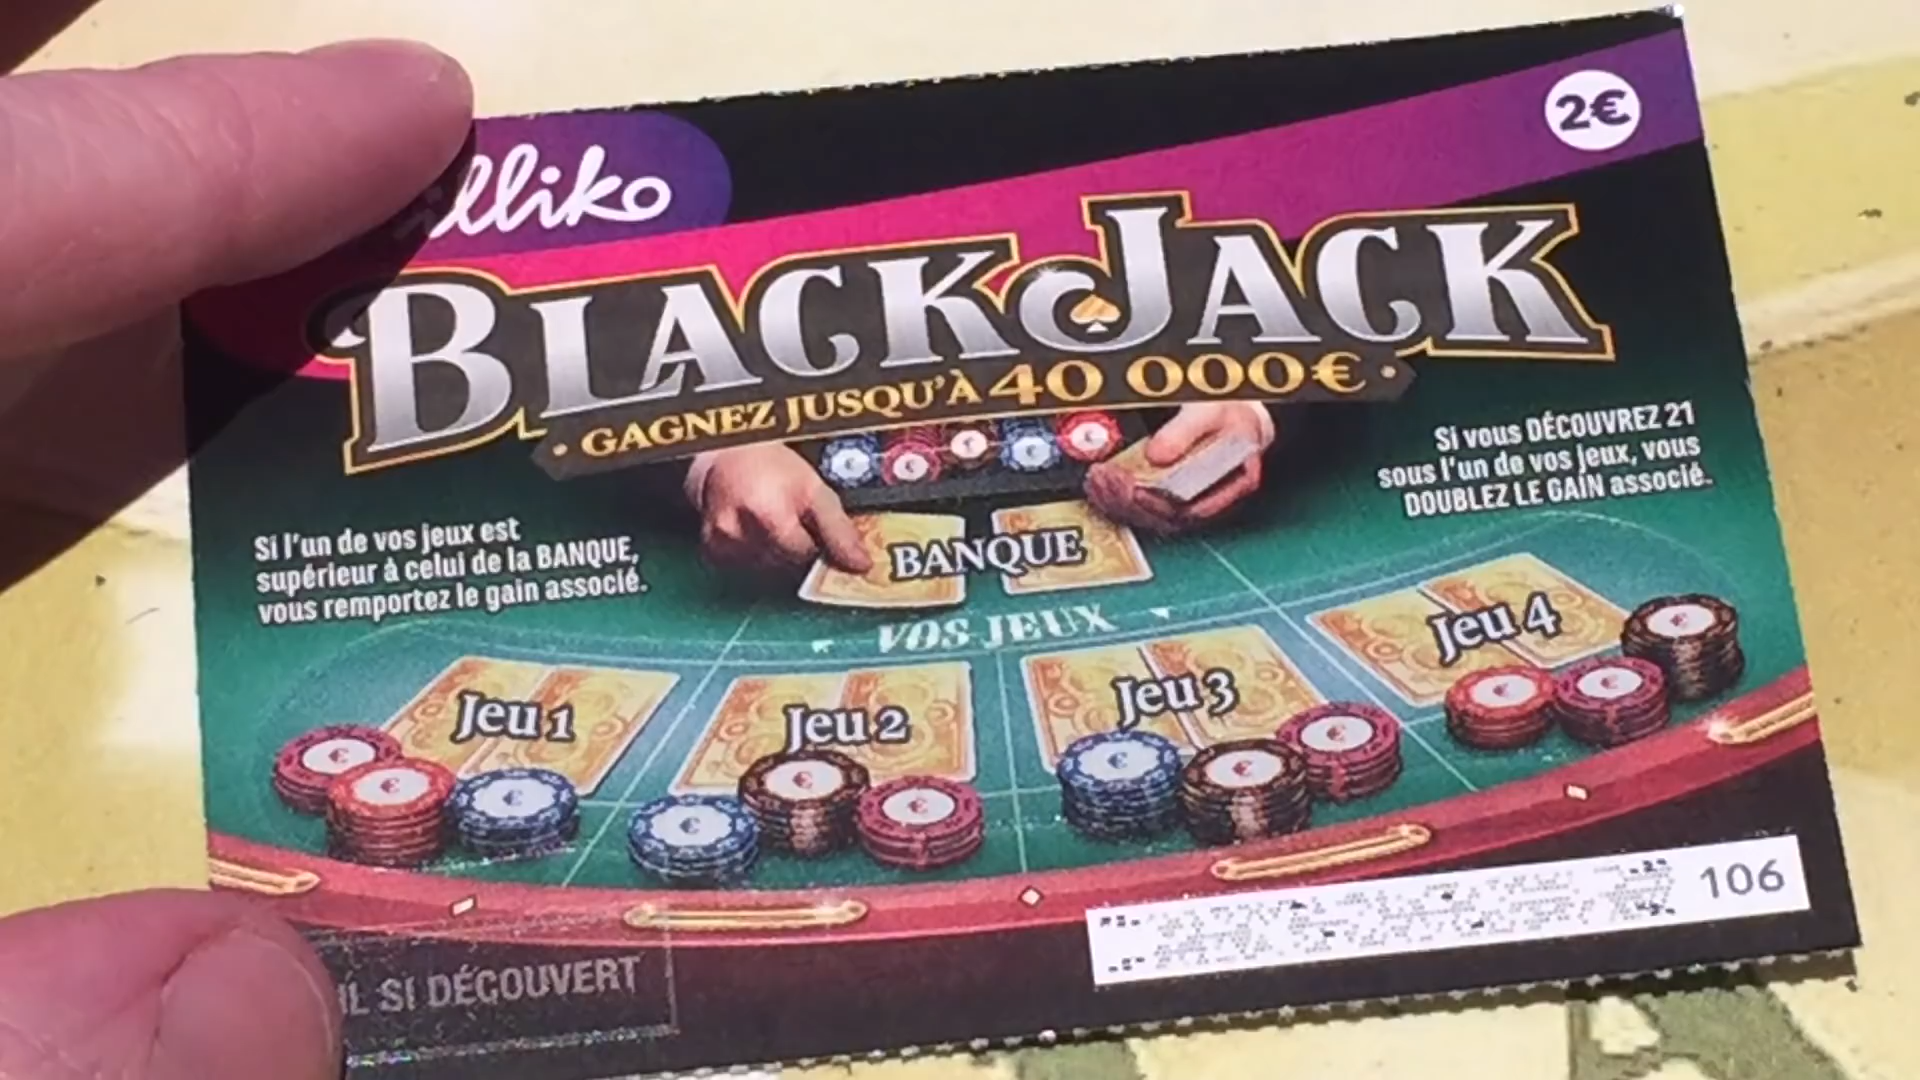 illiko
2€
BLACKJACK
• GAGNEZ JUSQU'À 40 000€ •
Si vous DÉCOUVREZ 21
sous l'un de vos jeux, vous
DOUBLEZ LE GAIN associé.
Si l'un de vos jeux est
supérieur à celui de la BANQUE,
vous remportez le gain associé.
BANQUE
VOS JEUX
Jeu 1
Jeu 2
Jeu 3
Jeu 4
106
SI DÉCOUVERT